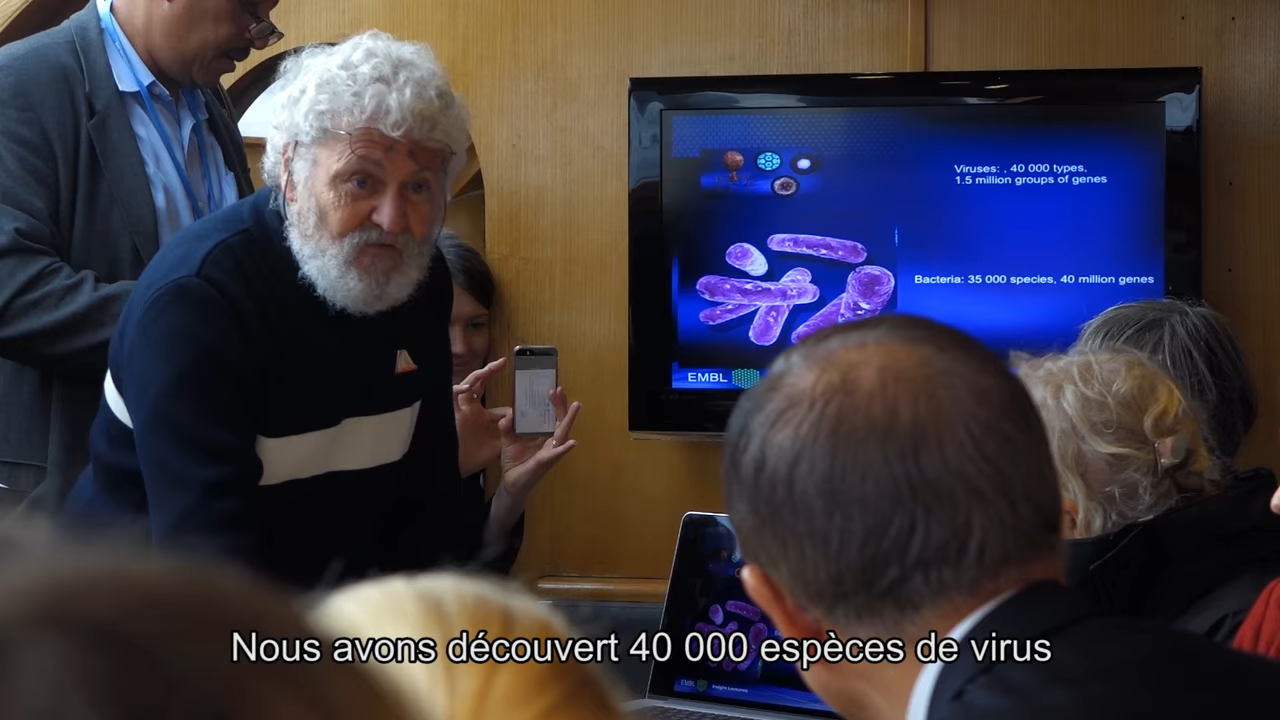 Viruses: , 40 000 types,
1.5 million groups of genes
Bacteria: 35 000 species, 40 million genes
EMBL
EMBL
Nous avons découvert 40 000 espèces de virus